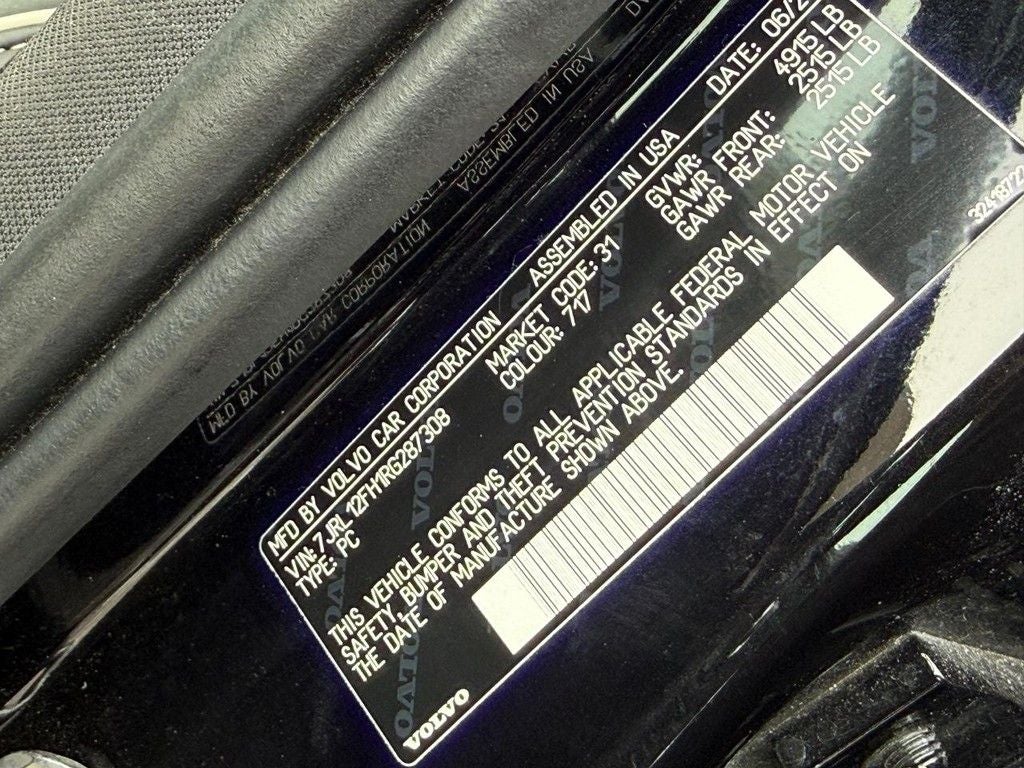 MFD BY VOLVO CAR CORPORATION ASSEMBLED IN USA DATE: 06/2
VIN: 7JRL12FH1RG287308 MARKET CODE: 31 GVWR: 4915 LB
TYPE: PC COLOUR: 717 GAWR FRONT: 2515 LB
GAWR REAR: 2515 LB
THIS VEHICLE CONFORMS TO ALL APPLICABLE FEDERAL MOTOR VEHICLE
SAFETY, BUMPER AND THEFT PREVENTION STANDARDS IN EFFECT ON
THE DATE OF MANUFACTURE SHOWN ABOVE.
VOLVO